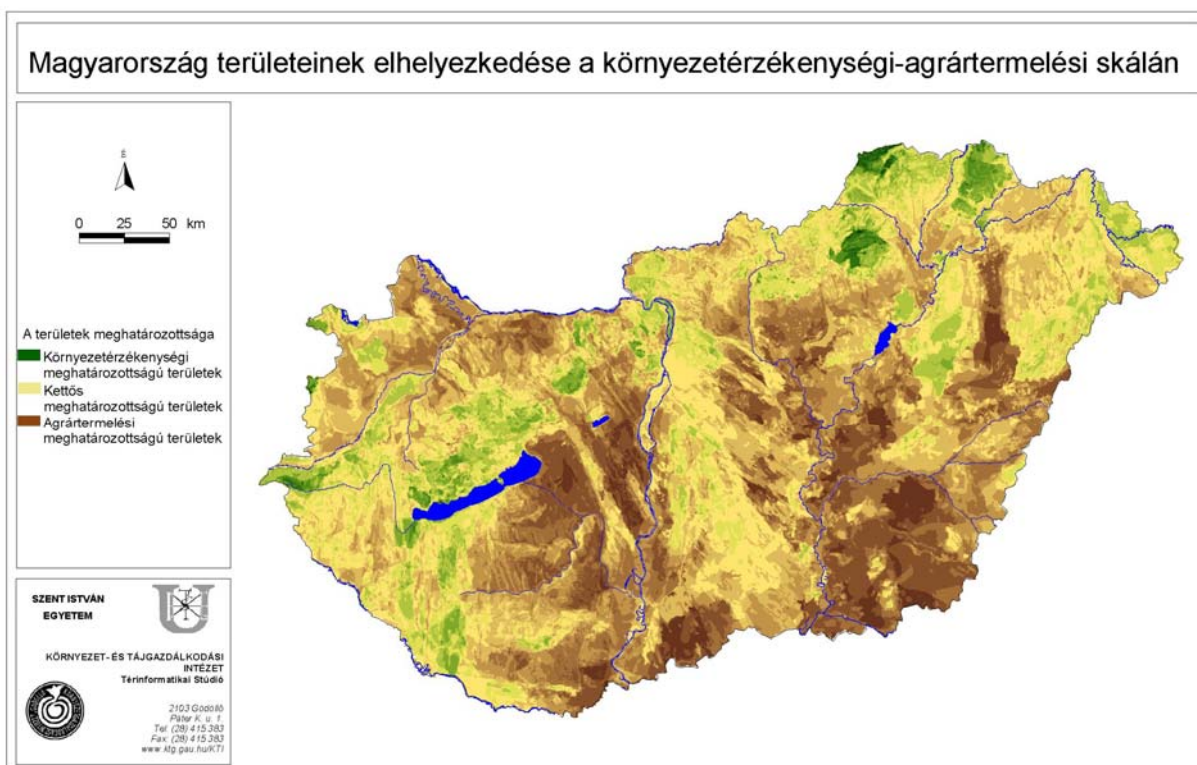 Magyarország területeinek elhelyezkedése a környezetérzékenységi-agrártermelési skálán
É
0 25 50 km
A területek meghatározottsága
Környezetérzékenységi
meghatározottságú területek
Kettős
meghatározottságú területek
Agrártermelési
meghatározottságú területek
SZENT ISTVÁN
EGYETEM
KÖRNYEZET- ÉS TÁJGAZDÁLKODÁSI
INTÉZET
Térinformatikai Stúdió
2103 Gödöllő
Páter K. u. 1.
Tel: (28) 415 383
Fax: (28) 415 383
www.ktg.gau.hu/KTI